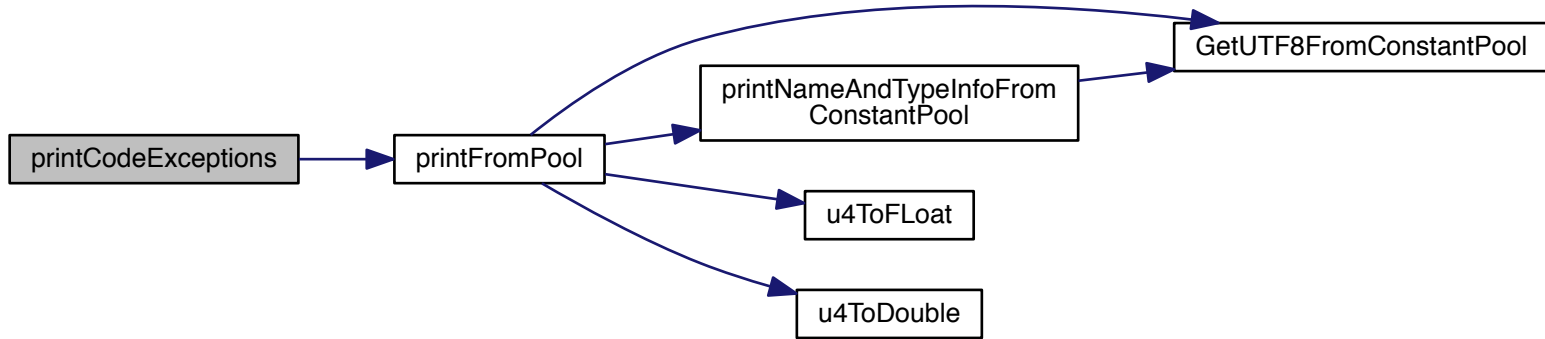 printCodeExceptions
printFromPool
GetUTF8FromConstantPool
printNameAndTypeInfoFrom
ConstantPool
u4ToFLoat
u4ToDouble